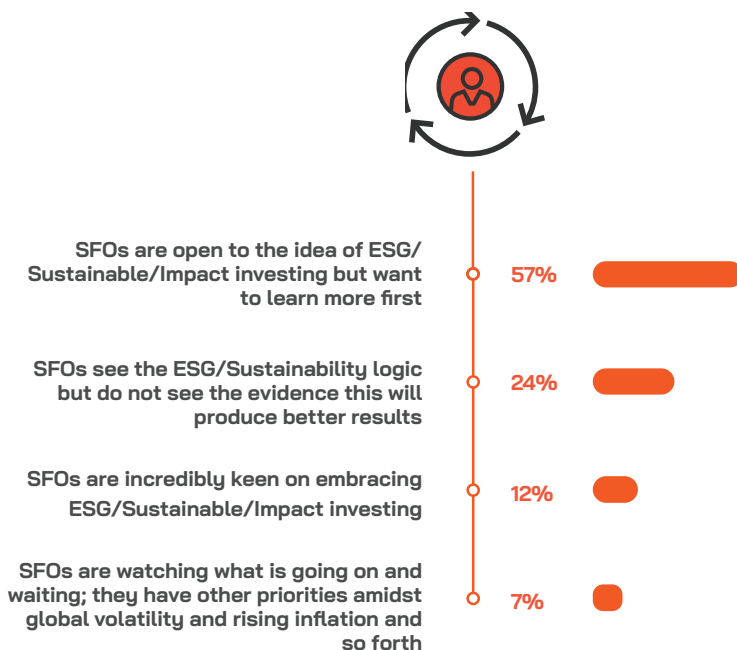 SFOs are open to the idea of ESG/
Sustainable/Impact investing but want
to learn more first
57%
SFOs see the ESG/Sustainability logic
but do not see the evidence this will
produce better results
24%
SFOs are incredibly keen on embracing
ESG/Sustainable/Impact investing
12%
SFOs are watching what is going on and
waiting; they have other priorities amidst
global volatility and rising inflation and
so forth
7%